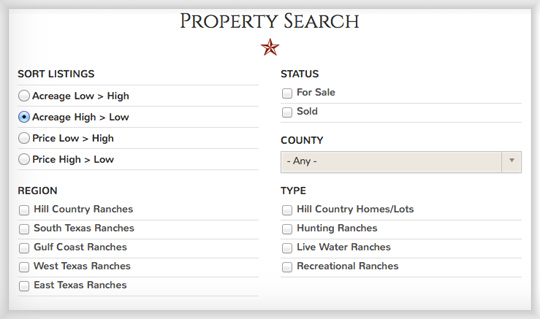 Property Search
SORT LISTINGS
Acreage Low > High
Acreage High > Low
Price Low > High
Price High > Low
REGION
Hill Country Ranches
South Texas Ranches
Gulf Coast Ranches
West Texas Ranches
East Texas Ranches
STATUS
For Sale
Sold
COUNTY
- Any -
TYPE
Hill Country Homes/Lots
Hunting Ranches
Live Water Ranches
Recreational Ranches